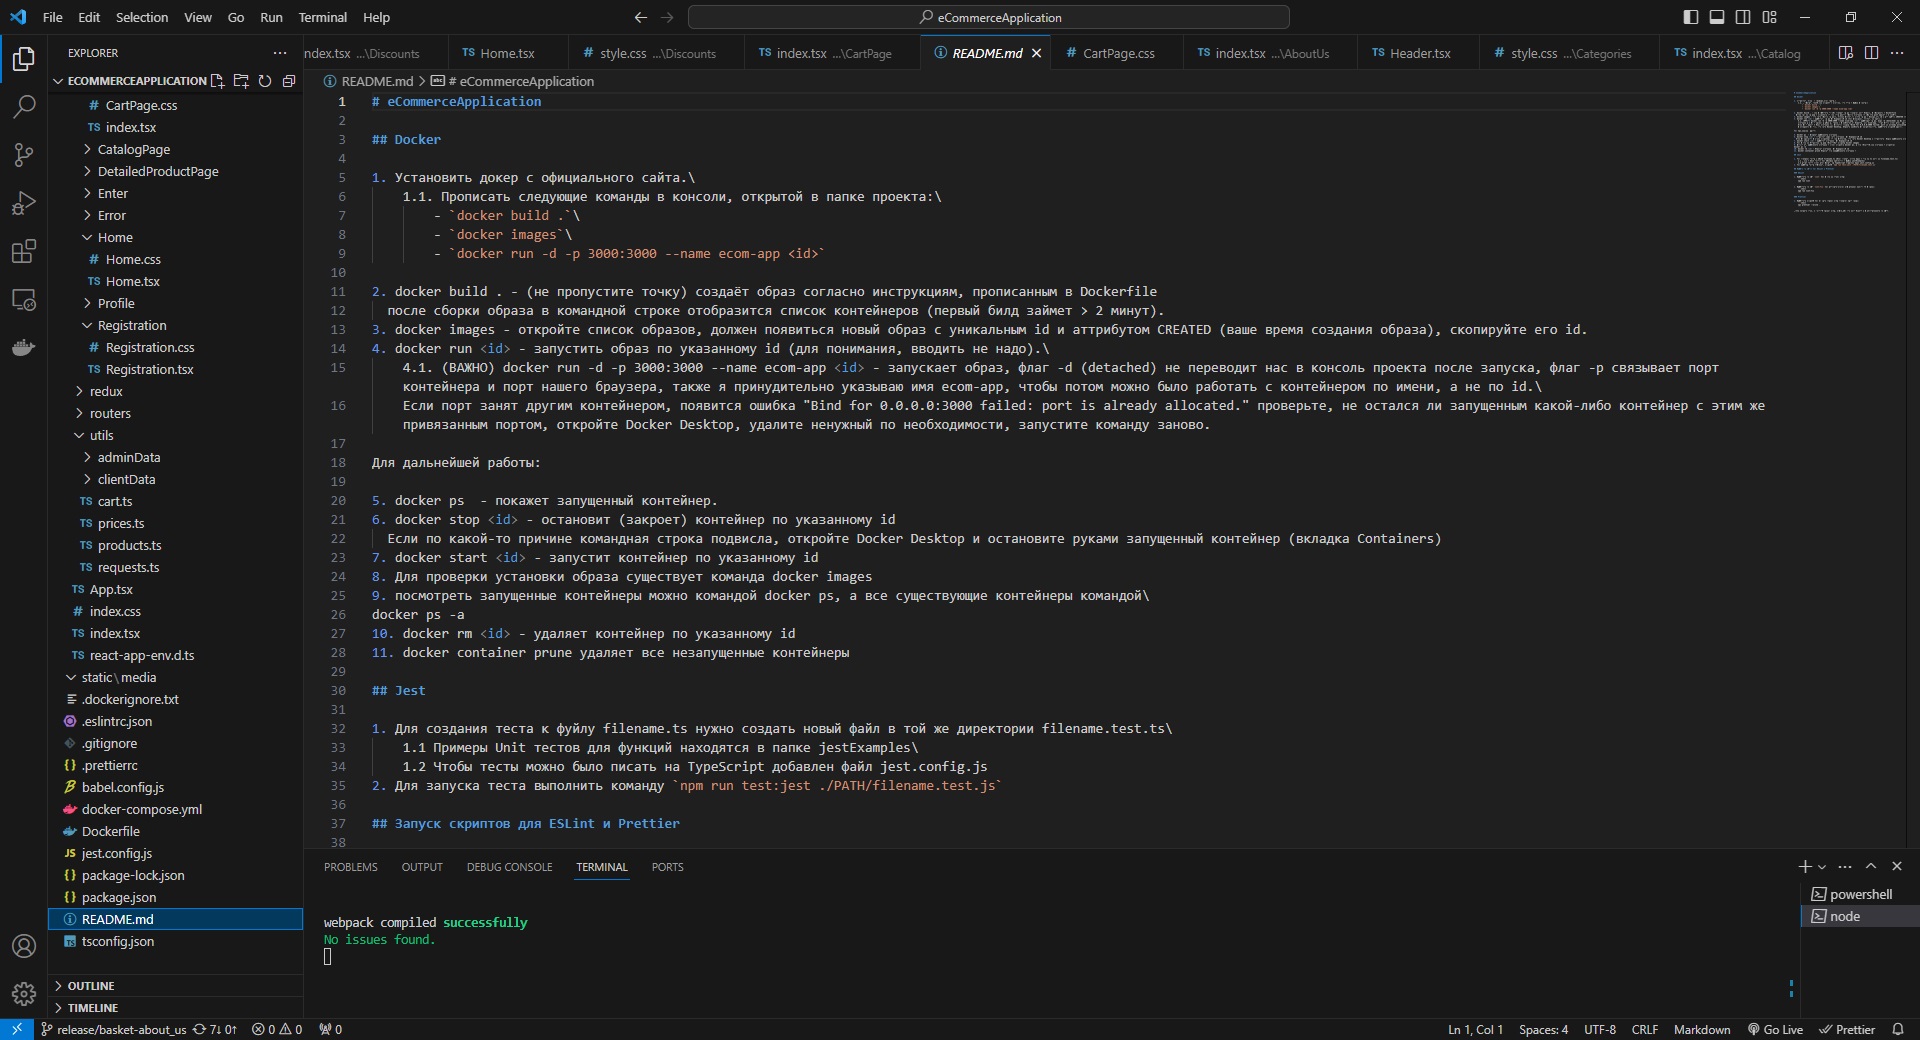 File Edit Selection View Go Run Terminal Help
eCommerceApplication
EXPLORER
ndex.tsx ...\Discounts
TS Home.tsx
# style.css ...\Discounts
TS index.tsx ...\CartPage
README.md
# CartPage.css
TS index.tsx ...\AboutUs
TS Header.tsx
# style.css ...\Categories
TS index.tsx ...\Catalog
ECOMMERCEAPPLICATION
# CartPage.css
TS index.tsx
CatalogPage
DetailedProductPage
Enter
Error
Home
# Home.css
TS Home.tsx
Profile
Registration
# Registration.css
TS Registration.tsx
redux
routers
utils
adminData
clientData
TS cart.ts
TS prices.ts
TS products.ts
TS requests.ts
TS App.tsx
# index.css
TS index.tsx
TS react-app-env.d.ts
static\media
.dockerignore.txt
.eslintrc.json
.gitignore
{} .prettierrc
babel.config.js
docker-compose.yml
Dockerfile
JS jest.config.js
{} package-lock.json
{} package.json
README.md
TS tsconfig.json
OUTLINE
TIMELINE
README.md > # eCommerceApplication
1 # eCommerceApplication
2
3 ## Docker
4
5 1. Установить докер с официального сайта.\
6 1.1. Прописать следующие команды в консоли, открытой в папке проекта:\
7 - `docker build .`\
8 - `docker images`\
9 - `docker run -d -p 3000:3000 --name ecom-app <id>`
10
11 2. docker build . - (не пропустите точку) создаёт образ согласно инструкциям, прописанным в Dockerfile
12 после сборки образа в командной строке отобразится список контейнеров (первый билд займет > 2 минут).
13 3. docker images - откройте список образов, должен появиться новый образ с уникальным id и аттрибутом CREATED (ваше время создания образа), скопируйте его id.
14 4. docker run <id> - запустить образ по указанному id (для понимания, вводить не надо).\
15 4.1. (ВАЖНО) docker run -d -p 3000:3000 --name ecom-app <id> - запускает образ, флаг -d (detached) не переводит нас в консоль проекта после запуска, флаг -p связывает порт
контейнера и порт нашего браузера, также я принудительно указываю имя ecom-app, чтобы потом можно было работать с контейнером по имени, а не по id.\
16 Если порт занят другим контейнером, появится ошибка "Bind for 0.0.0.0:3000 failed: port is already allocated." проверьте, не остался ли запущенным какой-либо контейнер с этим же
привязанным портом, откройте Docker Desktop, удалите ненужный по необходимости, запустите команду заново.
17
18 Для дальнейшей работы:
19
20 5. docker ps  - покажет запущенный контейнер.
21 6. docker stop <id> - остановит (закроет) контейнер по указанному id
22 Если по какой-то причине командная строка подвисла, откройте Docker Desktop и остановите руками запущенный контейнер (вкладка Containers)
23 7. docker start <id> - запустит контейнер по указанному id
24 8. Для проверки установки образа существует команда docker images
25 9. посмотреть запущенные контейнеры можно командой docker ps, а все существующие контейнеры командой\
26 docker ps -a
27 10. docker rm <id> - удаляет контейнер по указанному id
28 11. docker container prune удаляет все незапущенные контейнеры
29
30 ## Jest
31
32 1. Для создания теста к фуйлу filename.ts нужно создать новый файл в той же директории filename.test.ts\
33 1.1 Примеры Unit тестов для функций находятся в папке jestExamples\
34 1.2 Чтобы тесты можно было писать на TypeScript добавлен файл jest.config.js
35 2. Для запуска теста выполнить команду `npm run test:jest ./PATH/filename.test.js`
36
37 ## Запуск скриптов для ESLint и Prettier
38
PROBLEMS OUTPUT DEBUG CONSOLE TERMINAL PORTS
webpack compiled successfully
No issues found.
powershell
node
release/basket-about_us 7↓ 0↑ 0 0 0
Ln 1, Col 1 Spaces: 4 UTF-8 CRLF Markdown Go Live Prettier